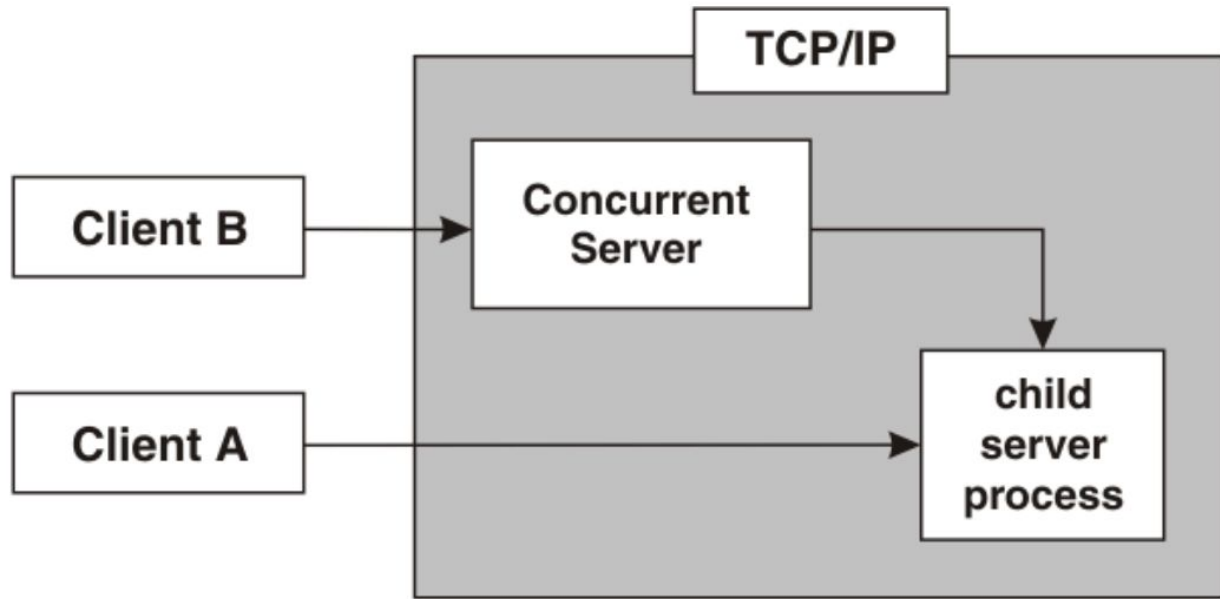 TCP/IP
Concurrent
Server
Client B
Client A
child
server
process